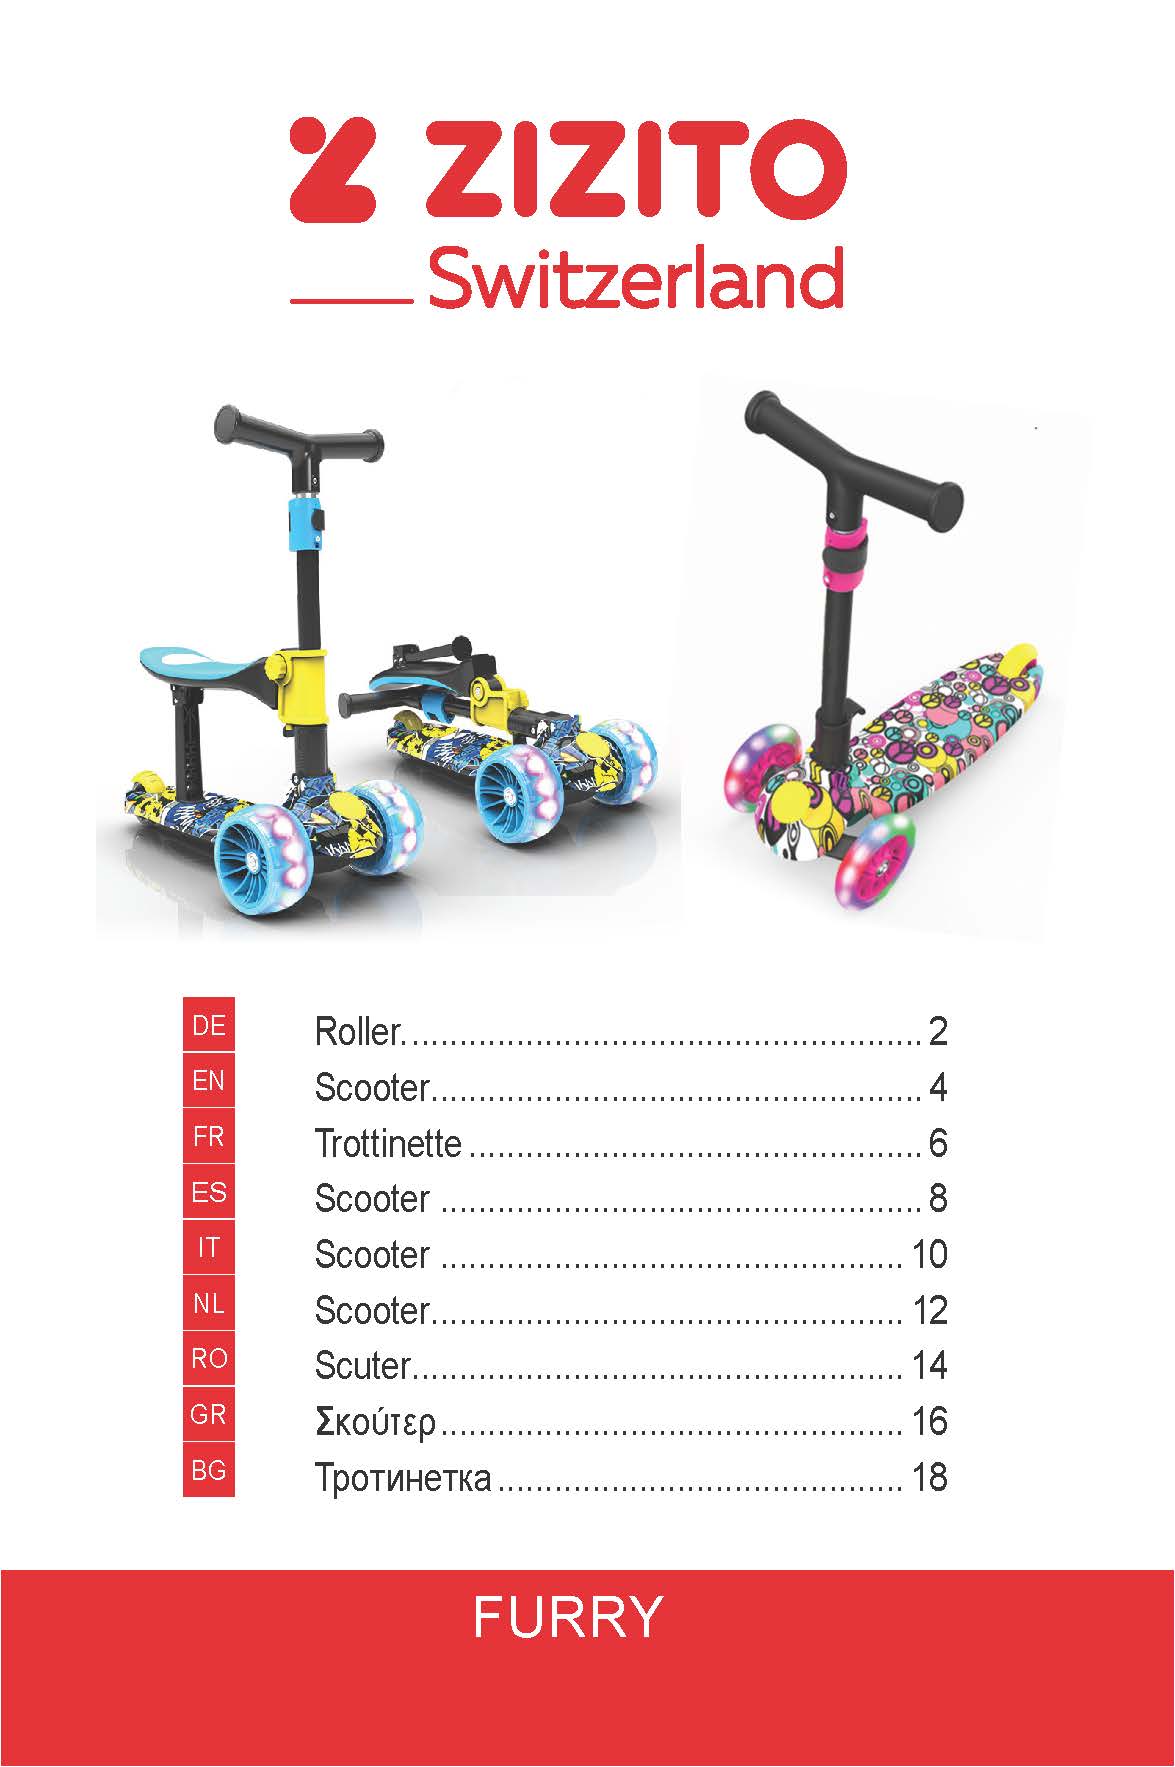 ZIZITO
Switzerland
DE Roller..................................................... 2
EN Scooter.................................................... 4
FR Trottinette ................................................ 6
ES Scooter ................................................... 8
IT Scooter ................................................. 10
NL Scooter.................................................. 12
RO Scuter.................................................... 14
GR Σκούτερ................................................. 16
BG Тротинетка ........................................... 18
FURRY